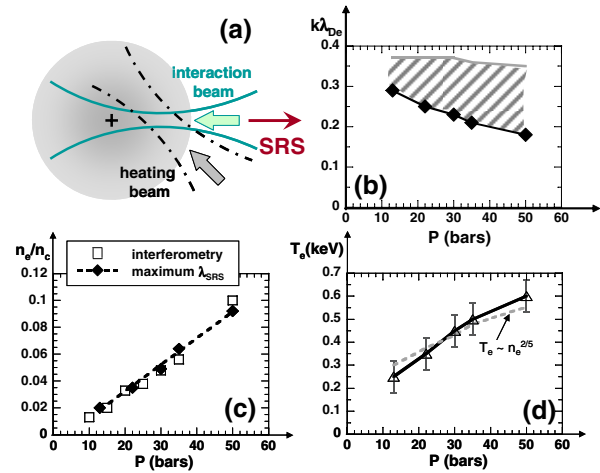 (a)
interaction
beam
SRS
heating
beam
+
kλDe
0.4
0.3
0.2
0.1
0
0 10 20 30 40 50 60
P (bars)
(b)
ne/nc
interferometry
maximum λSRS
0.12
0.1
0.08
0.06
0.04
0.02
0
0 10 20 30 40 50 60
P (bars)
(c)
Te(keV)
0.7
0.6
0.5
0.4
0.3
0.2
0.1
0
0 10 20 30 40 50 60
P (bars)
Te ~ ne^2/5
(d)